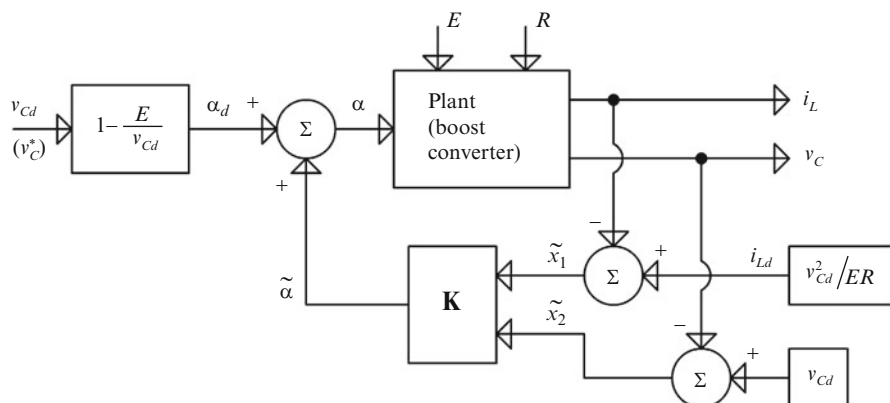 E
R
v_Cd
(v_C^*)
1 − E / v_Cd
α_d
+
Σ
α
+
Plant
(boost
converter)
i_L
v_C
−
α̃
K
x̃_1
Σ
+
i_Ld
v_Cd^2 / ER
x̃_2
−
Σ
+
v_Cd